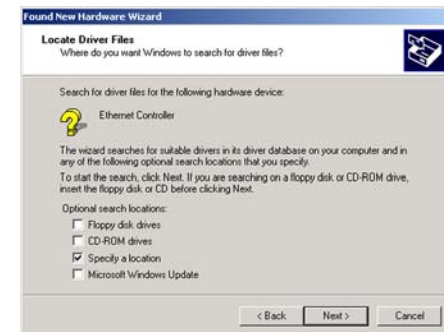 Found New Hardware Wizard
Locate Driver Files
Where do you want Windows to search for driver files?
Search for driver files for the following hardware device:
Ethernet Controller
The wizard searches for suitable drivers in its driver database on your computer and in
any of the following optional search locations that you specify.
To start the search, click Next. If you are searching on a floppy disk or CD-ROM drive,
insert the floppy disk or CD before clicking Next.
Optional search locations:
Floppy disk drives
CD-ROM drives
Specify a location
Microsoft Windows Update
< Back Next > Cancel